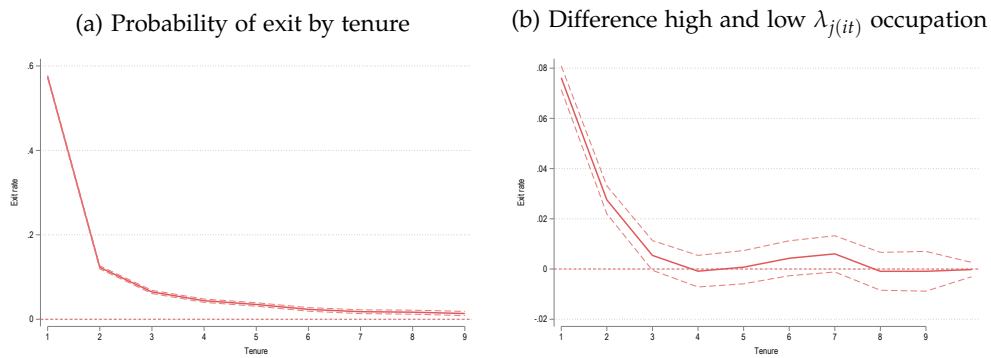 (a) Probability of exit by tenure
.6
.4
.2
0
Exit rate
1 2 3 4 5 6 7 8 9
Tenure
(b) Difference high and low λj(it) occupation
.08
.06
.04
.02
0
-.02
Exit rate
1 2 3 4 5 6 7 8 9
Tenure